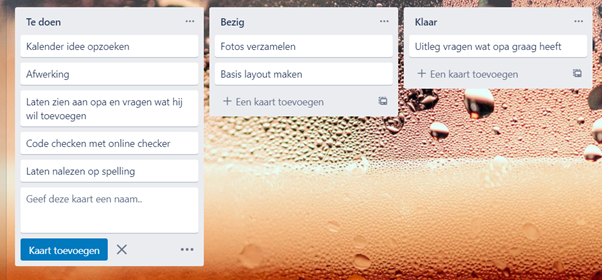 Te doen
Kalender idee opzoeken
Afwerking
Laten zien aan opa en vragen wat hij
wil toevoegen
Code checken met online checker
Laten nalezen op spelling
Geef deze kaart een naam..
Kaart toevoegen
Bezig
Fotos verzamelen
Basis layout maken
Een kaart toevoegen
Klaar
Uitleg vragen wat opa graag heeft
Een kaart toevoegen